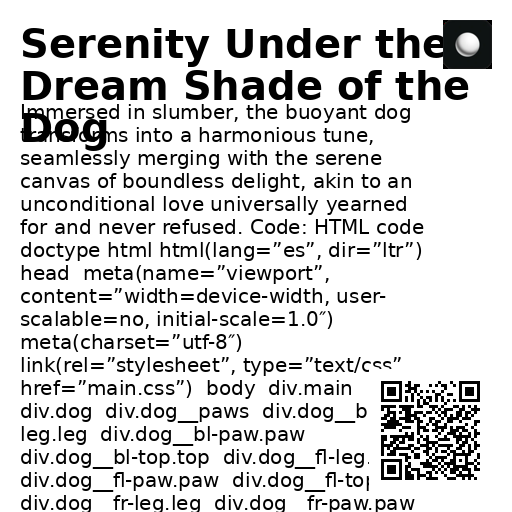 Serenity Under the
Dream Shade of the
Dog
Immersed in slumber, the buoyant dog
transforms into a harmonious tune,
seamlessly merging with the serene
canvas of boundless delight, akin to an
unconditional love universally yearned
for and never refused. Code: HTML code
doctype html html(lang=”es”, dir=”ltr”)
head  meta(name=”viewport”,
content=”width=device-width, user-
scalable=no, initial-scale=1.0″)
meta(charset=”utf-8″)
link(rel=”stylesheet”, type=”text/css”
href=”main.css”)  body  div.main
div.dog  div.dog__paws  div.dog__b
leg.leg  div.dog__bl-paw.paw
div.dog__bl-top.top  div.dog__fl-leg.
div.dog__fl-paw.paw  div.dog__fl-top
div.dog__fr-leg.leg  div.dog__fr-paw.paw